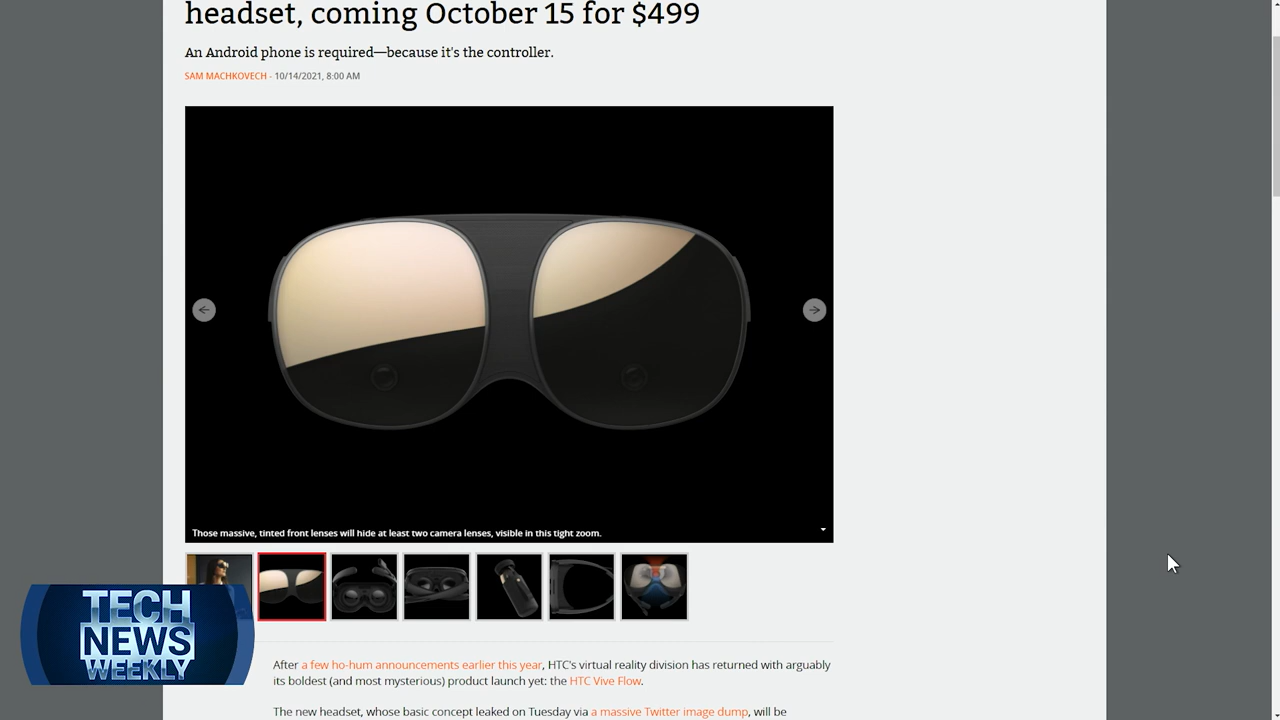 headset, coming October 15 for $499
An Android phone is required—because it's the controller.
SAM MACHKOVECH - 10/14/2021, 8:00 AM
Those massive, tinted front lenses will hide at least two camera lenses, visible in this tight zoom.
TECH
NEWS
WEEKLY
After a few ho-hum announcements earlier this year, HTC's virtual reality division has returned with arguably
its boldest (and most mysterious) product launch yet: the HTC Vive Flow.
The new headset, whose basic concept leaked on Tuesday via a massive Twitter image dump, will be